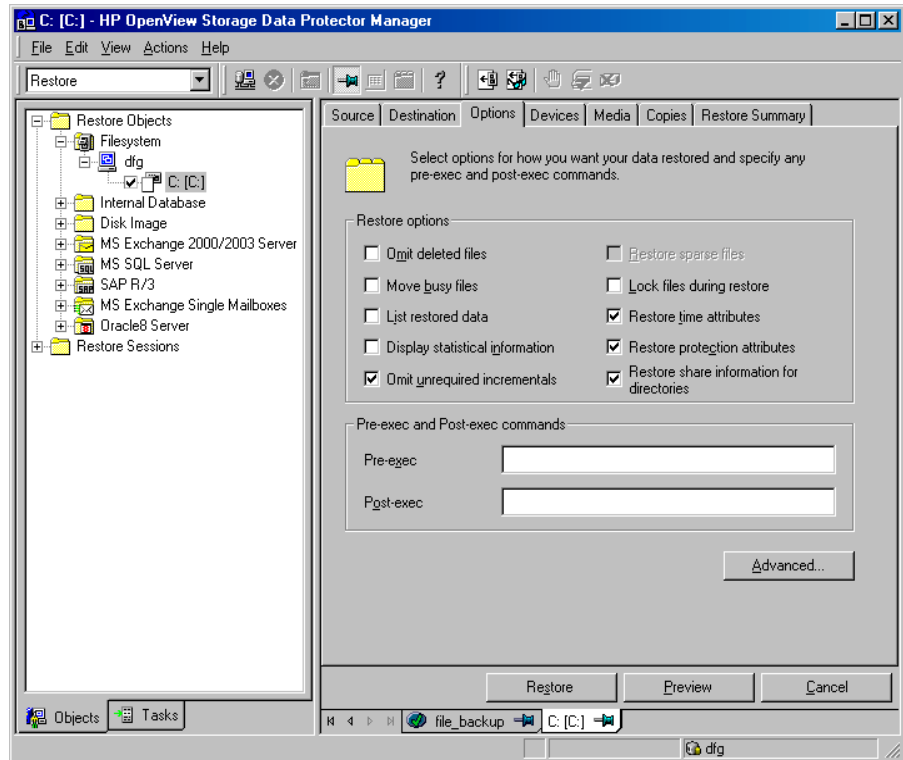 C: [C:] - HP OpenView Storage Data Protector Manager
File Edit View Actions Help
Restore
Restore Objects
Filesystem
dfg
C: [C:]
Internal Database
Disk Image
MS Exchange 2000/2003 Server
MS SQL Server
SAP R/3
MS Exchange Single Mailboxes
Oracle8 Server
Restore Sessions
Objects Tasks
Source Destination Options Devices Media Copies Restore Summary
Select options for how you want your data restored and specify any
pre-exec and post-exec commands.
Restore options
Omit deleted files
Restore sparse files
Move busy files
Lock files during restore
List restored data
Restore time attributes
Display statistical information
Restore protection attributes
Omit unrequired incrementals
Restore share information for
directories
Pre-exec and Post-exec commands
Pre-exec
Post-exec
Advanced...
Restore Preview Cancel
file_backup C: [C:]
dfg